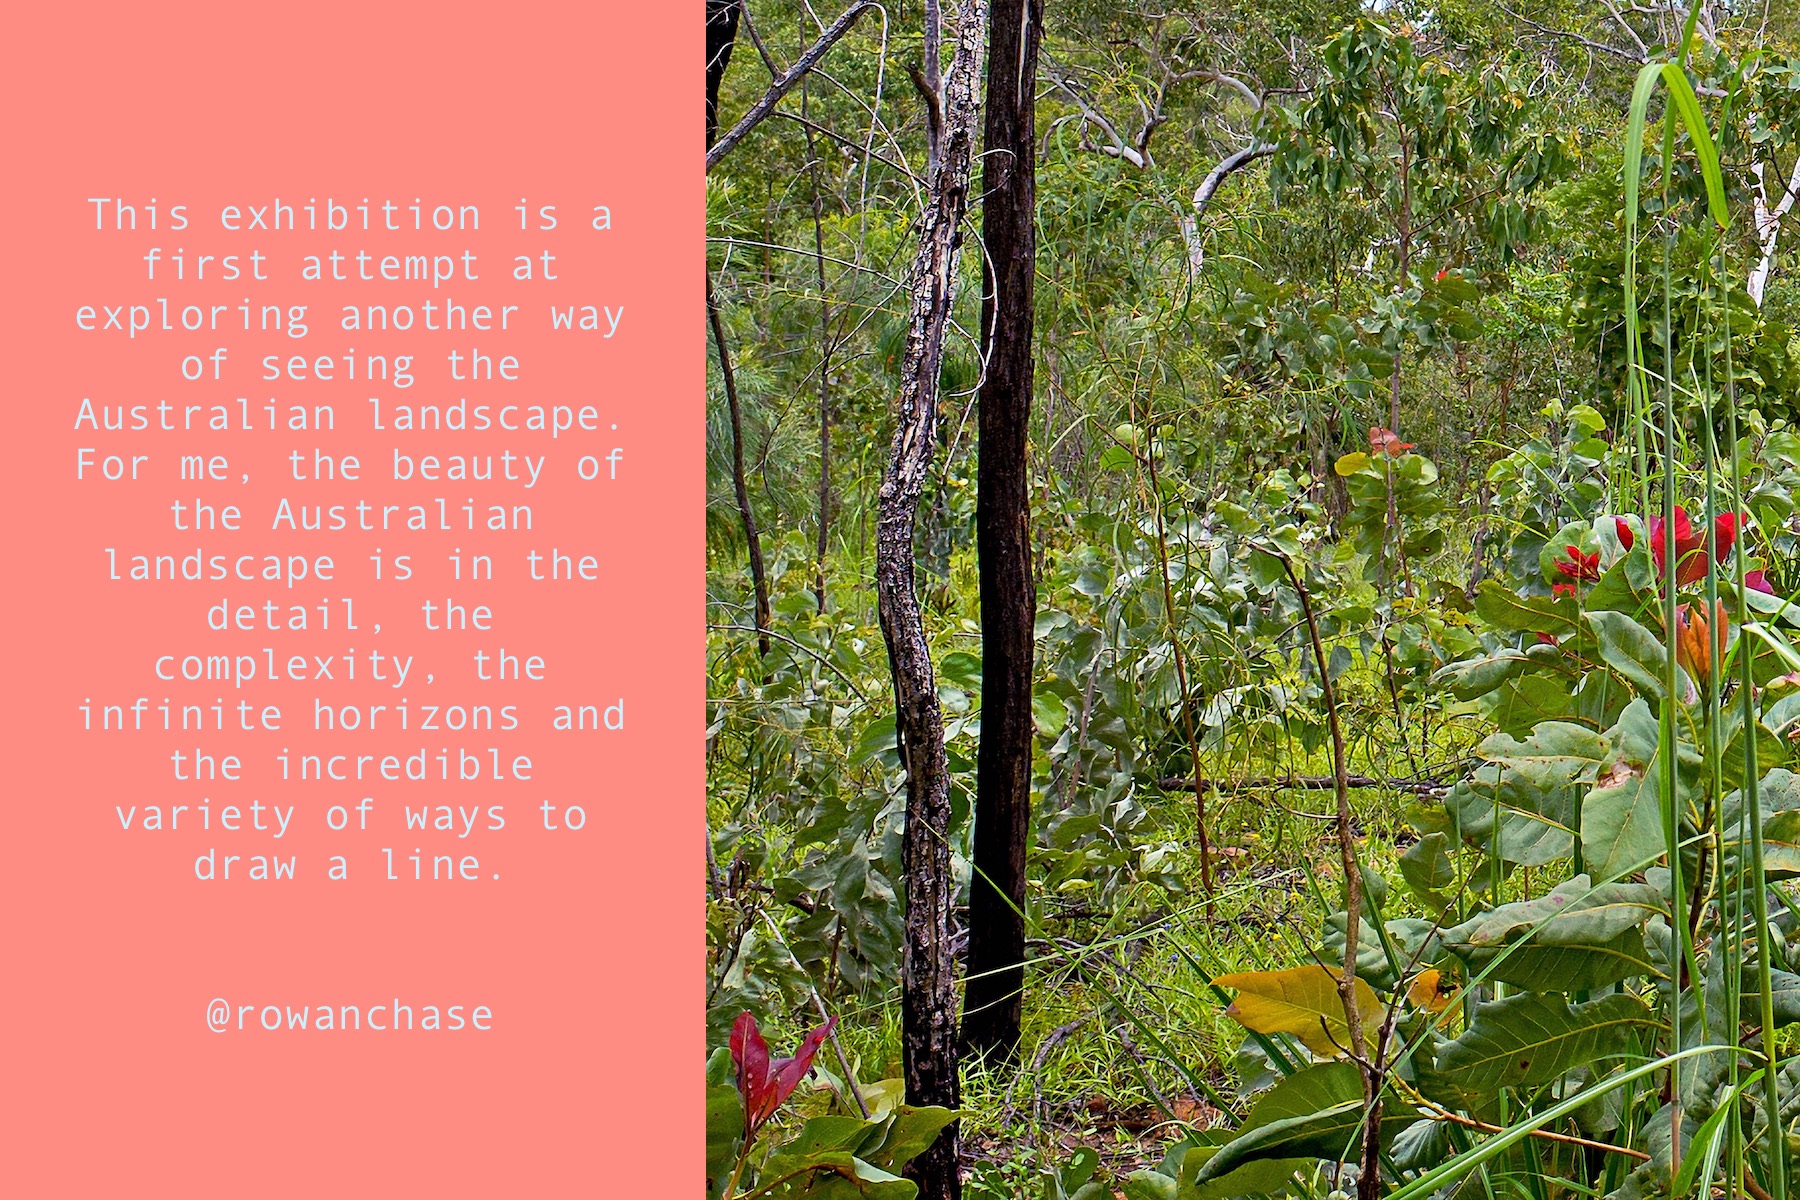 This exhibition is a
first attempt at
exploring another way
of seeing the
Australian landscape.
For me, the beauty of
the Australian
landscape is in the
detail, the
complexity, the
infinite horizons and
the incredible
variety of ways to
draw a line.
@rowanchase